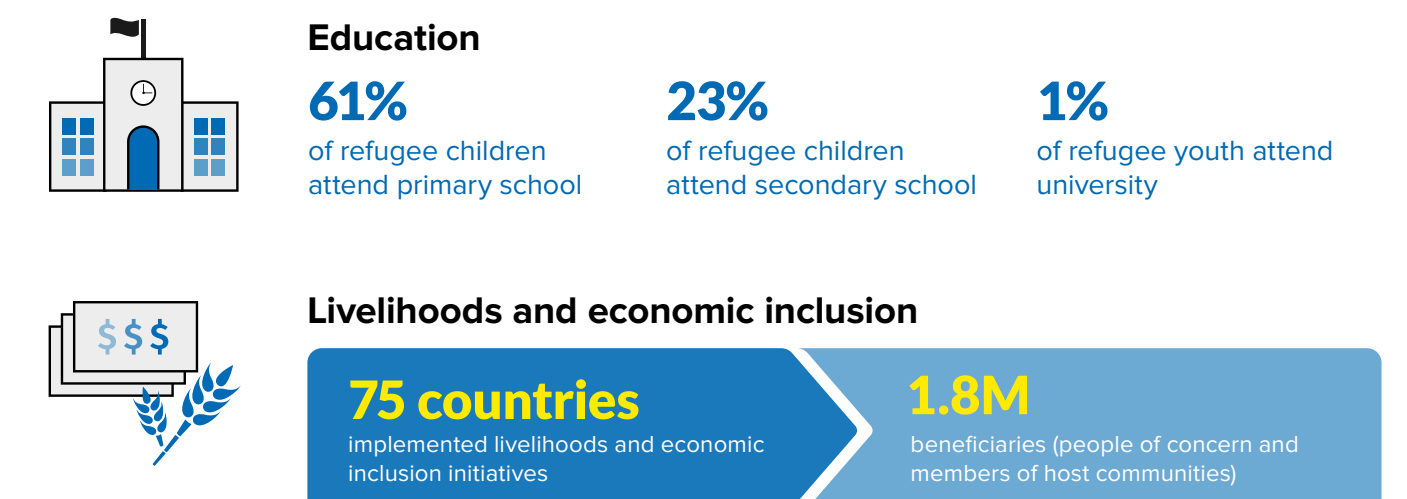 Education
61%
of refugee children
attend primary school
23%
of refugee children
attend secondary school
1%
of refugee youth attend
university
$ $ $
Livelihoods and economic inclusion
75 countries
implemented livelihoods and economic
inclusion initiatives
1.8M
beneficiaries (people of concern and
members of host communities)